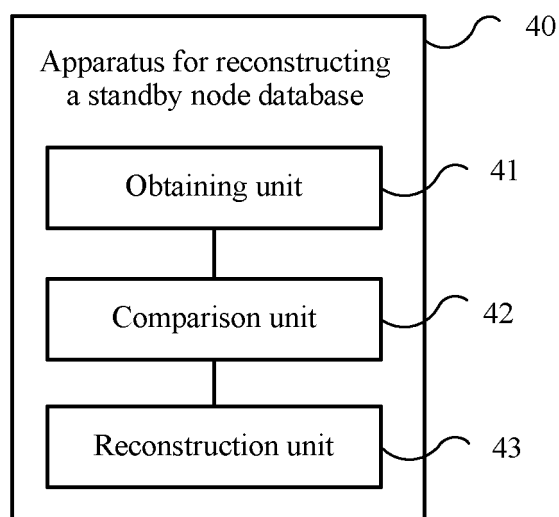 40
Apparatus for reconstructing
a standby node database
Obtaining unit
41
Comparison unit
42
Reconstruction unit
43